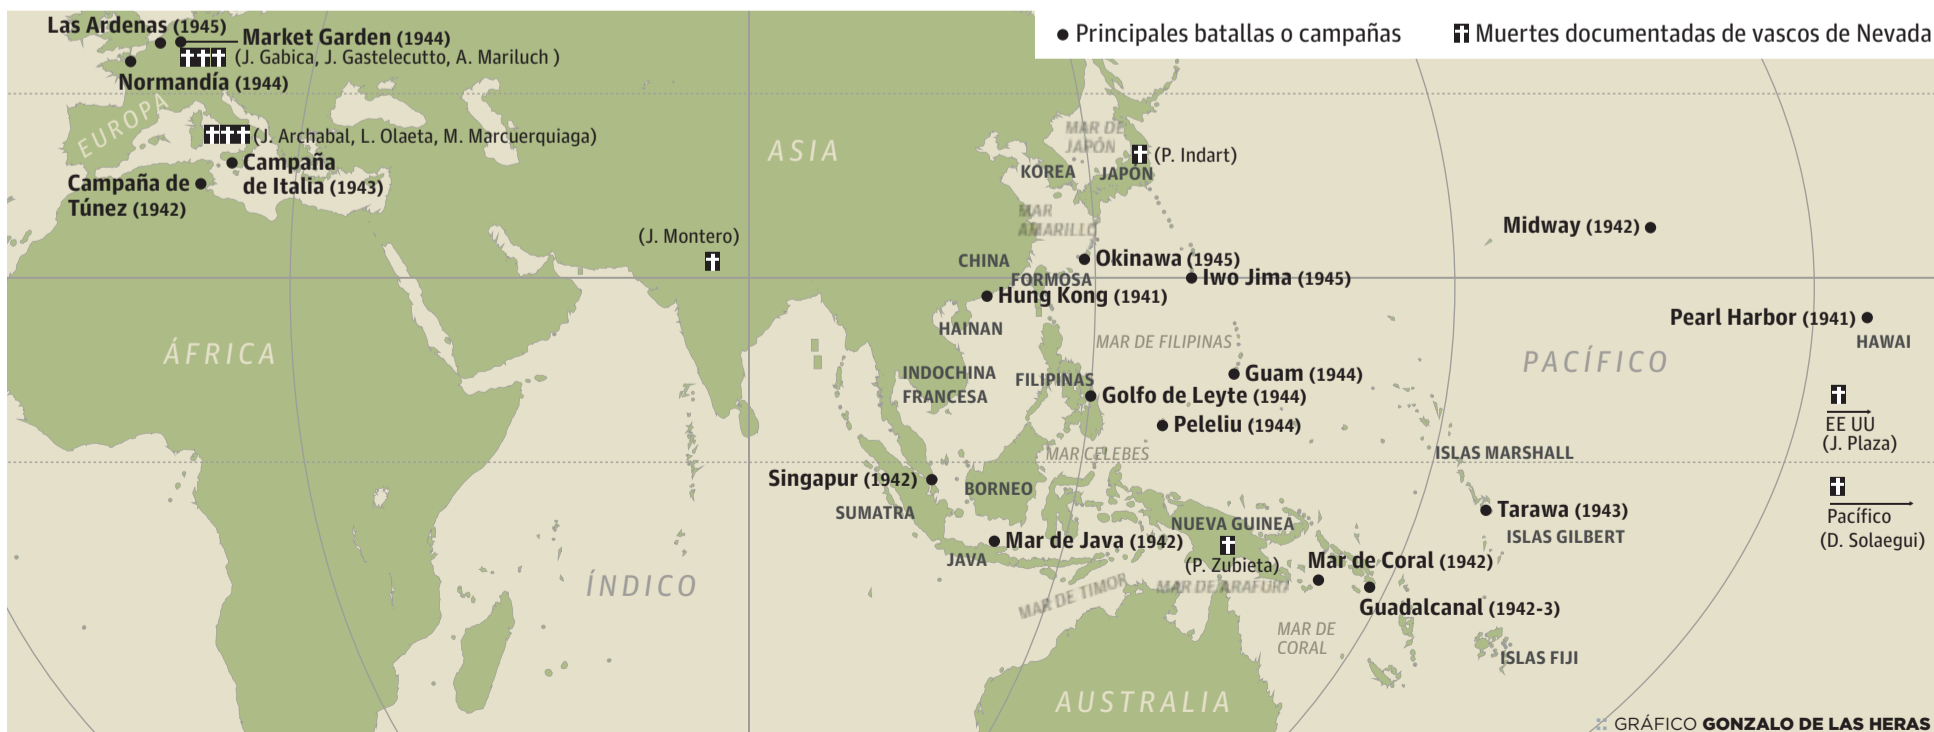 Principales batallas o campañas
Muertes documentadas de vascos de Nevada
Las Ardenas (1945)
Market Garden (1944)
(J. Gabica, J. Gastelecutto, A. Mariluch )
Normandía (1944)
EUROPA
(J. Archabal, L. Olaeta, M. Marcuerquiaga)
Campaña
de Italia (1943)
Campaña de
Túnez (1942)
ASIA
MAR DE
JAPÓN
(P. Indart)
KOREA
JAPÓN
MAR
AMARILLO
(J. Montero)
Midway (1942)
CHINA
Okinawa (1945)
FORMOSA
Iwo Jima (1945)
Hung Kong (1941)
HAINAN
Pearl Harbor (1941)
HAWAI
ÁFRICA
MAR DE FILIPINAS
PACÍFICO
INDOCHINA
FRANCESA
FILIPINAS
Guam (1944)
Golfo de Leyte (1944)
Peleliu (1944)
EE UU
(J. Plaza)
MAR CELEBES
ISLAS MARSHALL
Singapur (1942)
BORNEO
SUMATRA
Tarawa (1943)
ISLAS GILBERT
Pacífico
(D. Solaegui)
NUEVA GUINEA
Mar de Java (1942)
JAVA
(P. Zubieta)
Mar de Coral (1942)
ÍNDICO
MAR DE TIMOR
MAR DE ARAFURI
Guadalcanal (1942-3)
MAR DE
CORAL
ISLAS FIJI
AUSTRALIA
GRÁFICO GONZALO DE LAS HERAS